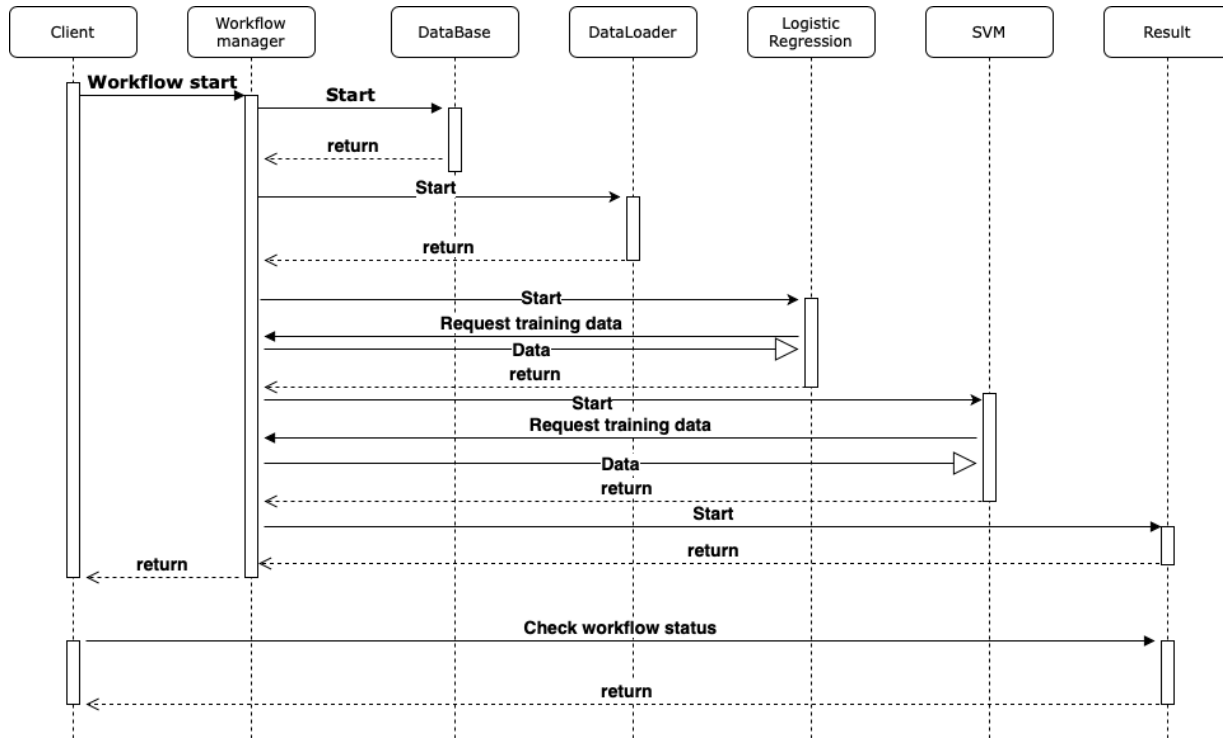 Client
Workflow
manager
DataBase
DataLoader
Logistic
Regression
SVM
Result
Workflow start
Start
return
Start
return
Start
Request training data
Data
return
Start
Request training data
Data
return
Start
return
return
Check workflow status
return